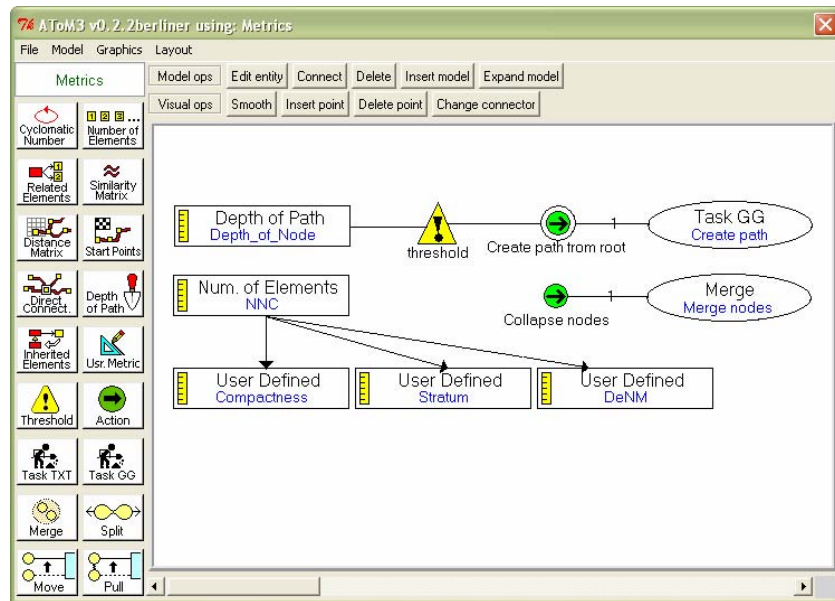 AToM3 v0.2.2berliner using: Metrics
File Model Graphics Layout
Metrics
Model ops Edit entity Connect Delete Insert model Expand model
Visual ops Smooth Insert point Delete point Change connector
Cyclomatic
Number
1 2 3 ...
Number of
Elements
1
2
Related
Elements
Similarity
Matrix
Distance
Matrix
Start Points
Direct
Connect.
Depth
of Path
Inherited
Elements
Usr. Metric
Threshold
Action
Task TXT
Task GG
Merge
Split
Move
Pull
Depth of Path
Depth_of_Node
threshold
Create path from root
1
Task GG
Create path
Num. of Elements
NNC
Collapse nodes
1
Merge
Merge nodes
User Defined
Compactness
User Defined
Stratum
User Defined
DeNM